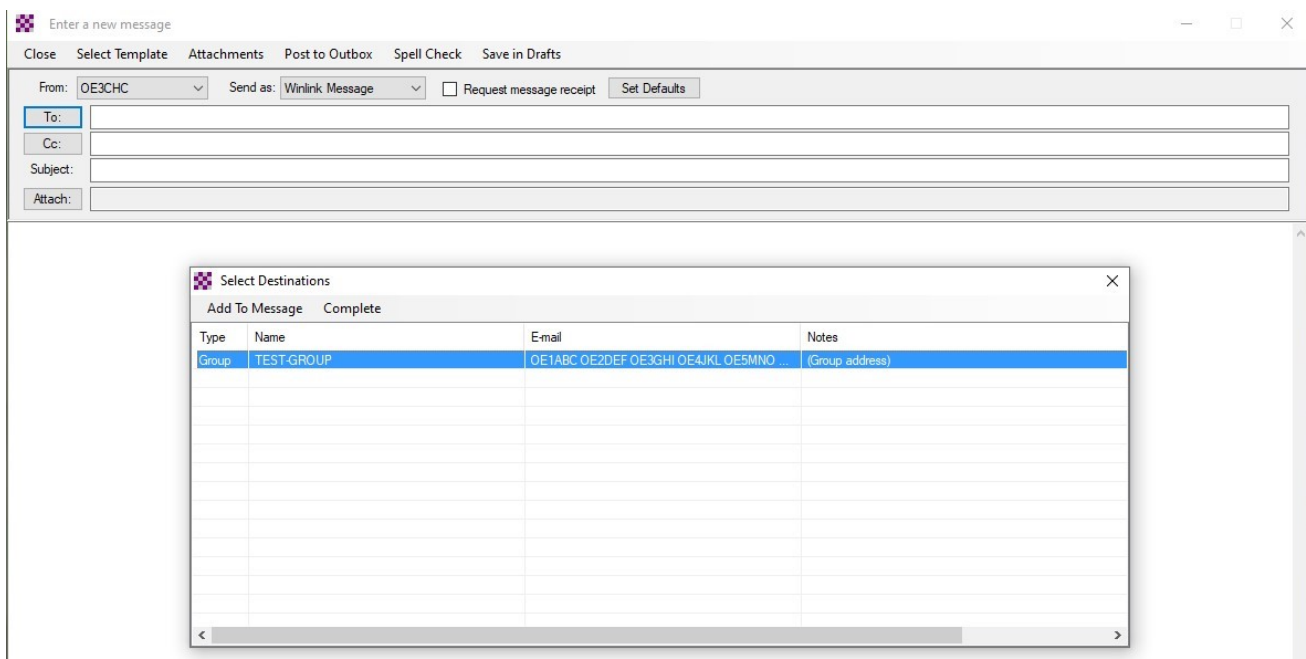 Enter a new message
Close Select Template Attachments Post to Outbox Spell Check Save in Drafts
From: OE3CHC Send as: Winlink Message Request message receipt Set Defaults
To:
Cc:
Subject:
Attach:
Select Destinations
Add To Message Complete
Type Name E-mail Notes
Group TEST-GROUP OE1ABC OE2DEF OE3GHI OE4JKL OE5MNO ... (Group address)